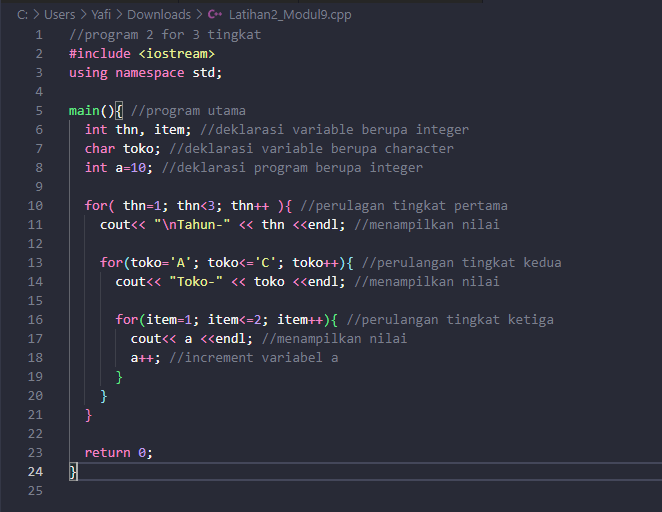 C: > Users > Yafi > Downloads > C++ Latihan2_Modul9.cpp
1 //program 2 for 3 tingkat
2 #include <iostream>
3 using namespace std;
4
5 main(){ //program utama
6 int thn, item; //deklarasi variable berupa integer
7 char toko; //deklarasi variable berupa character
8 int a=10; //deklarasi program berupa integer
9
10 for( thn=1; thn<3; thn++ ){ //perulagan tingkat pertama
11 cout<< "\nTahun-" << thn <<endl; //menampilkan nilai
12
13 for(toko='A'; toko<='C'; toko++){ //perulangan tingkat kedua
14 cout<< "Toko-" << toko <<endl; //menampilkan nilai
15
16 for(item=1; item<=2; item++){ //perulangan tingkat ketiga
17 cout<< a <<endl; //menampilkan nilai
18 a++; //increment variabel a
19 }
20 }
21 }
22
23 return 0;
24 }
25